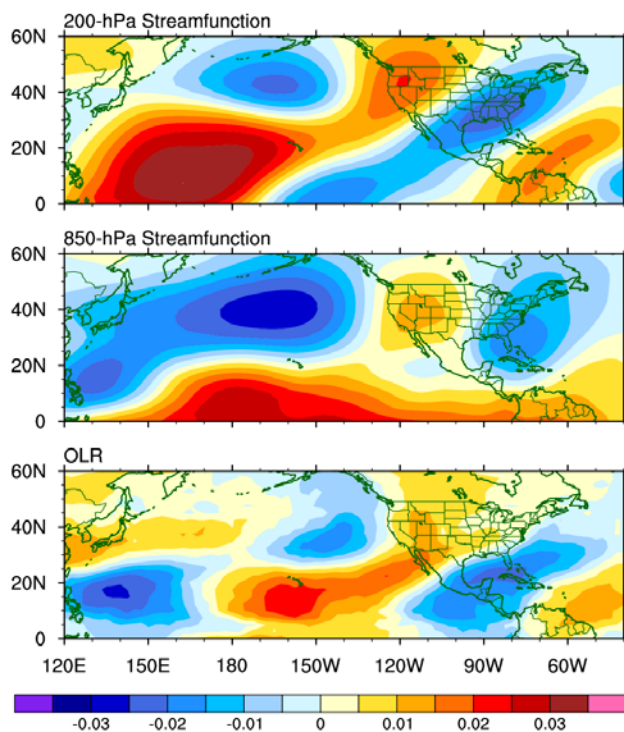 200-hPa Streamfunction
60N
40N
20N
0
850-hPa Streamfunction
60N
40N
20N
0
OLR
60N
40N
20N
0
120E 150E 180 150W 120W 90W 60W
-0.03 -0.02 -0.01 0 0.01 0.02 0.03